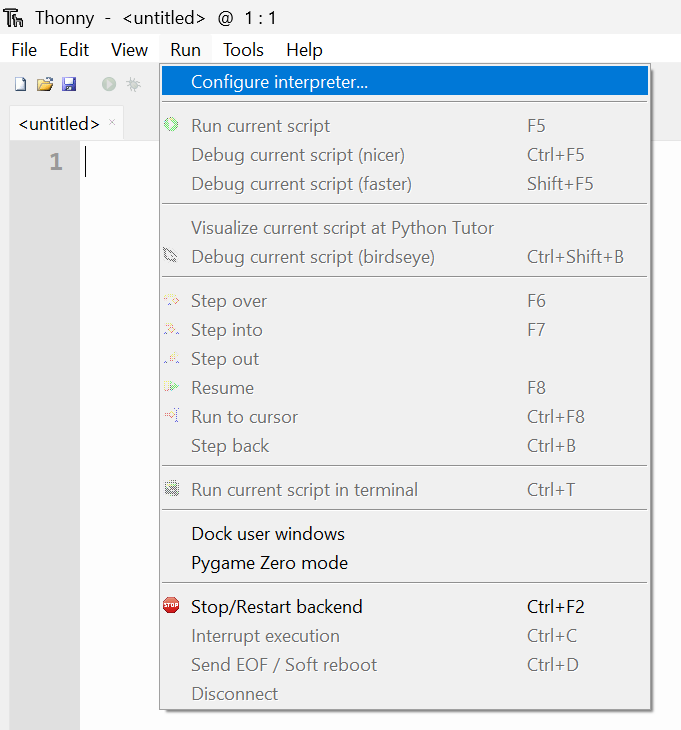 Thonny - <untitled> @ 1 : 1
File Edit View Run Tools Help
<untitled> ×
1
Configure interpreter...
Run current script F5
Debug current script (nicer) Ctrl+F5
Debug current script (faster) Shift+F5
Visualize current script at Python Tutor
Debug current script (birdseye) Ctrl+Shift+B
Step over F6
Step into F7
Step out
Resume F8
Run to cursor Ctrl+F8
Step back Ctrl+B
Run current script in terminal Ctrl+T
Dock user windows
Pygame Zero mode
STOP Stop/Restart backend Ctrl+F2
Interrupt execution Ctrl+C
Send EOF / Soft reboot Ctrl+D
Disconnect